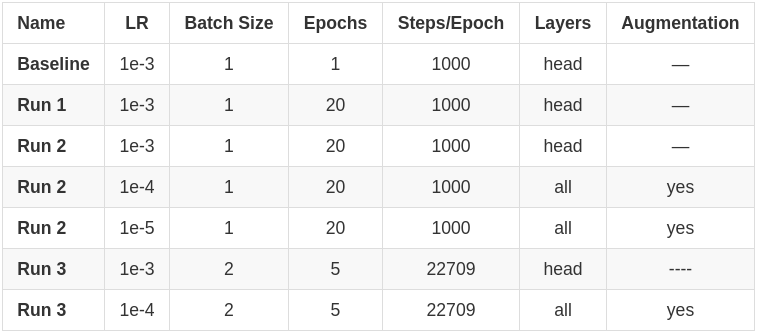 Name LR Batch Size Epochs Steps/Epoch Layers Augmentation
Baseline 1e-3 1 1 1000 head —
Run 1 1e-3 1 20 1000 head —
Run 2 1e-3 1 20 1000 head —
Run 2 1e-4 1 20 1000 all yes
Run 2 1e-5 1 20 1000 all yes
Run 3 1e-3 2 5 22709 head ----
Run 3 1e-4 2 5 22709 all yes